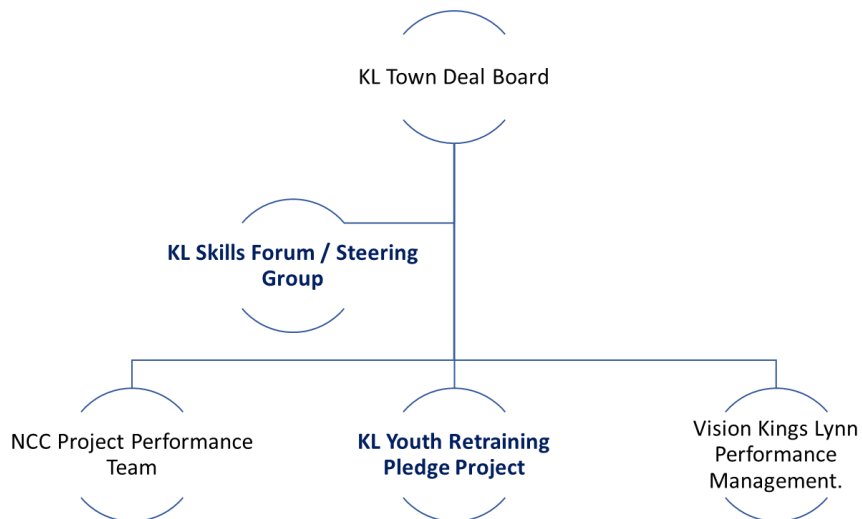 KL Town Deal Board
KL Skills Forum / Steering
Group
NCC Project Performance
Team
KL Youth Retraining
Pledge Project
Vision Kings Lynn
Performance
Management.